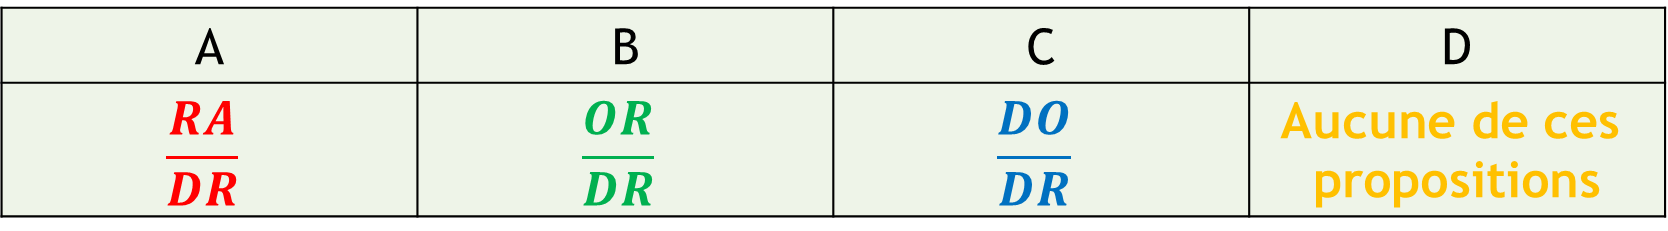 A B C D
RA OR DO Aucune de ces
DR DR DR propositions